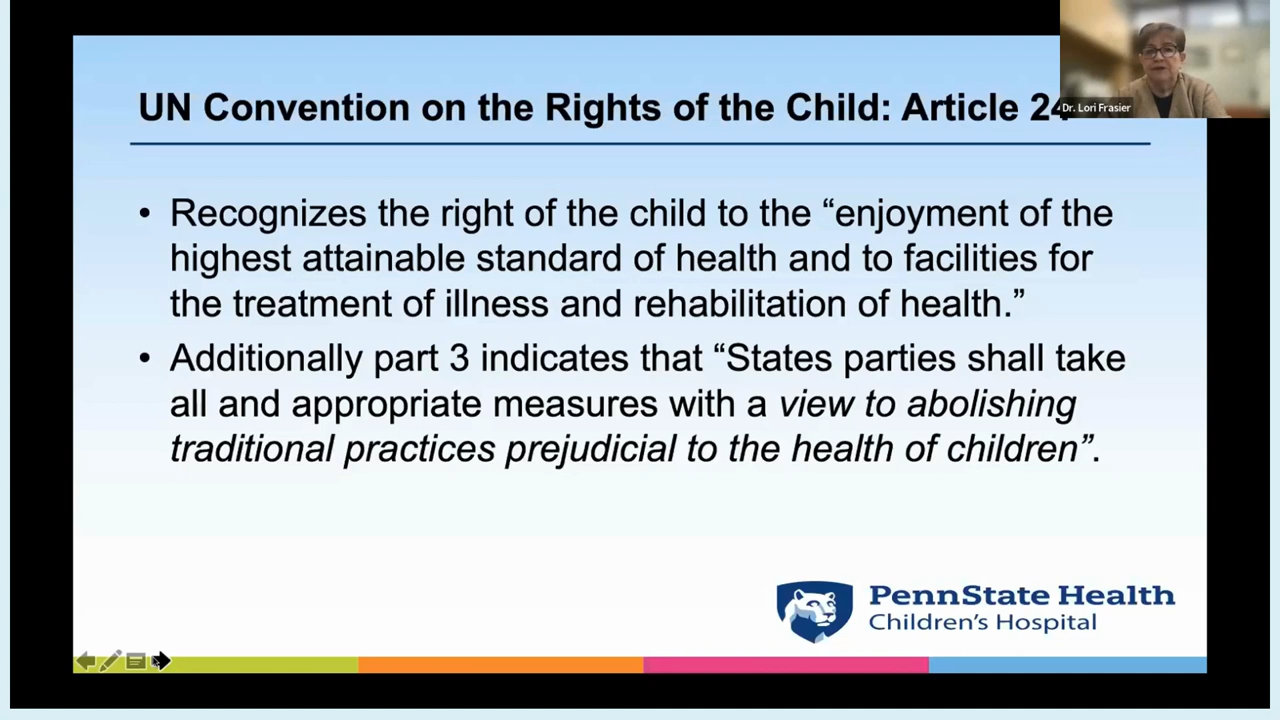 UN Convention on the Rights of the Child: Article 24
Dr. Lori Frasier
• Recognizes the right of the child to the “enjoyment of the
highest attainable standard of health and to facilities for
the treatment of illness and rehabilitation of health.”
• Additionally part 3 indicates that “States parties shall take
all and appropriate measures with a view to abolishing
traditional practices prejudicial to the health of children”.
PennState Health
Children's Hospital